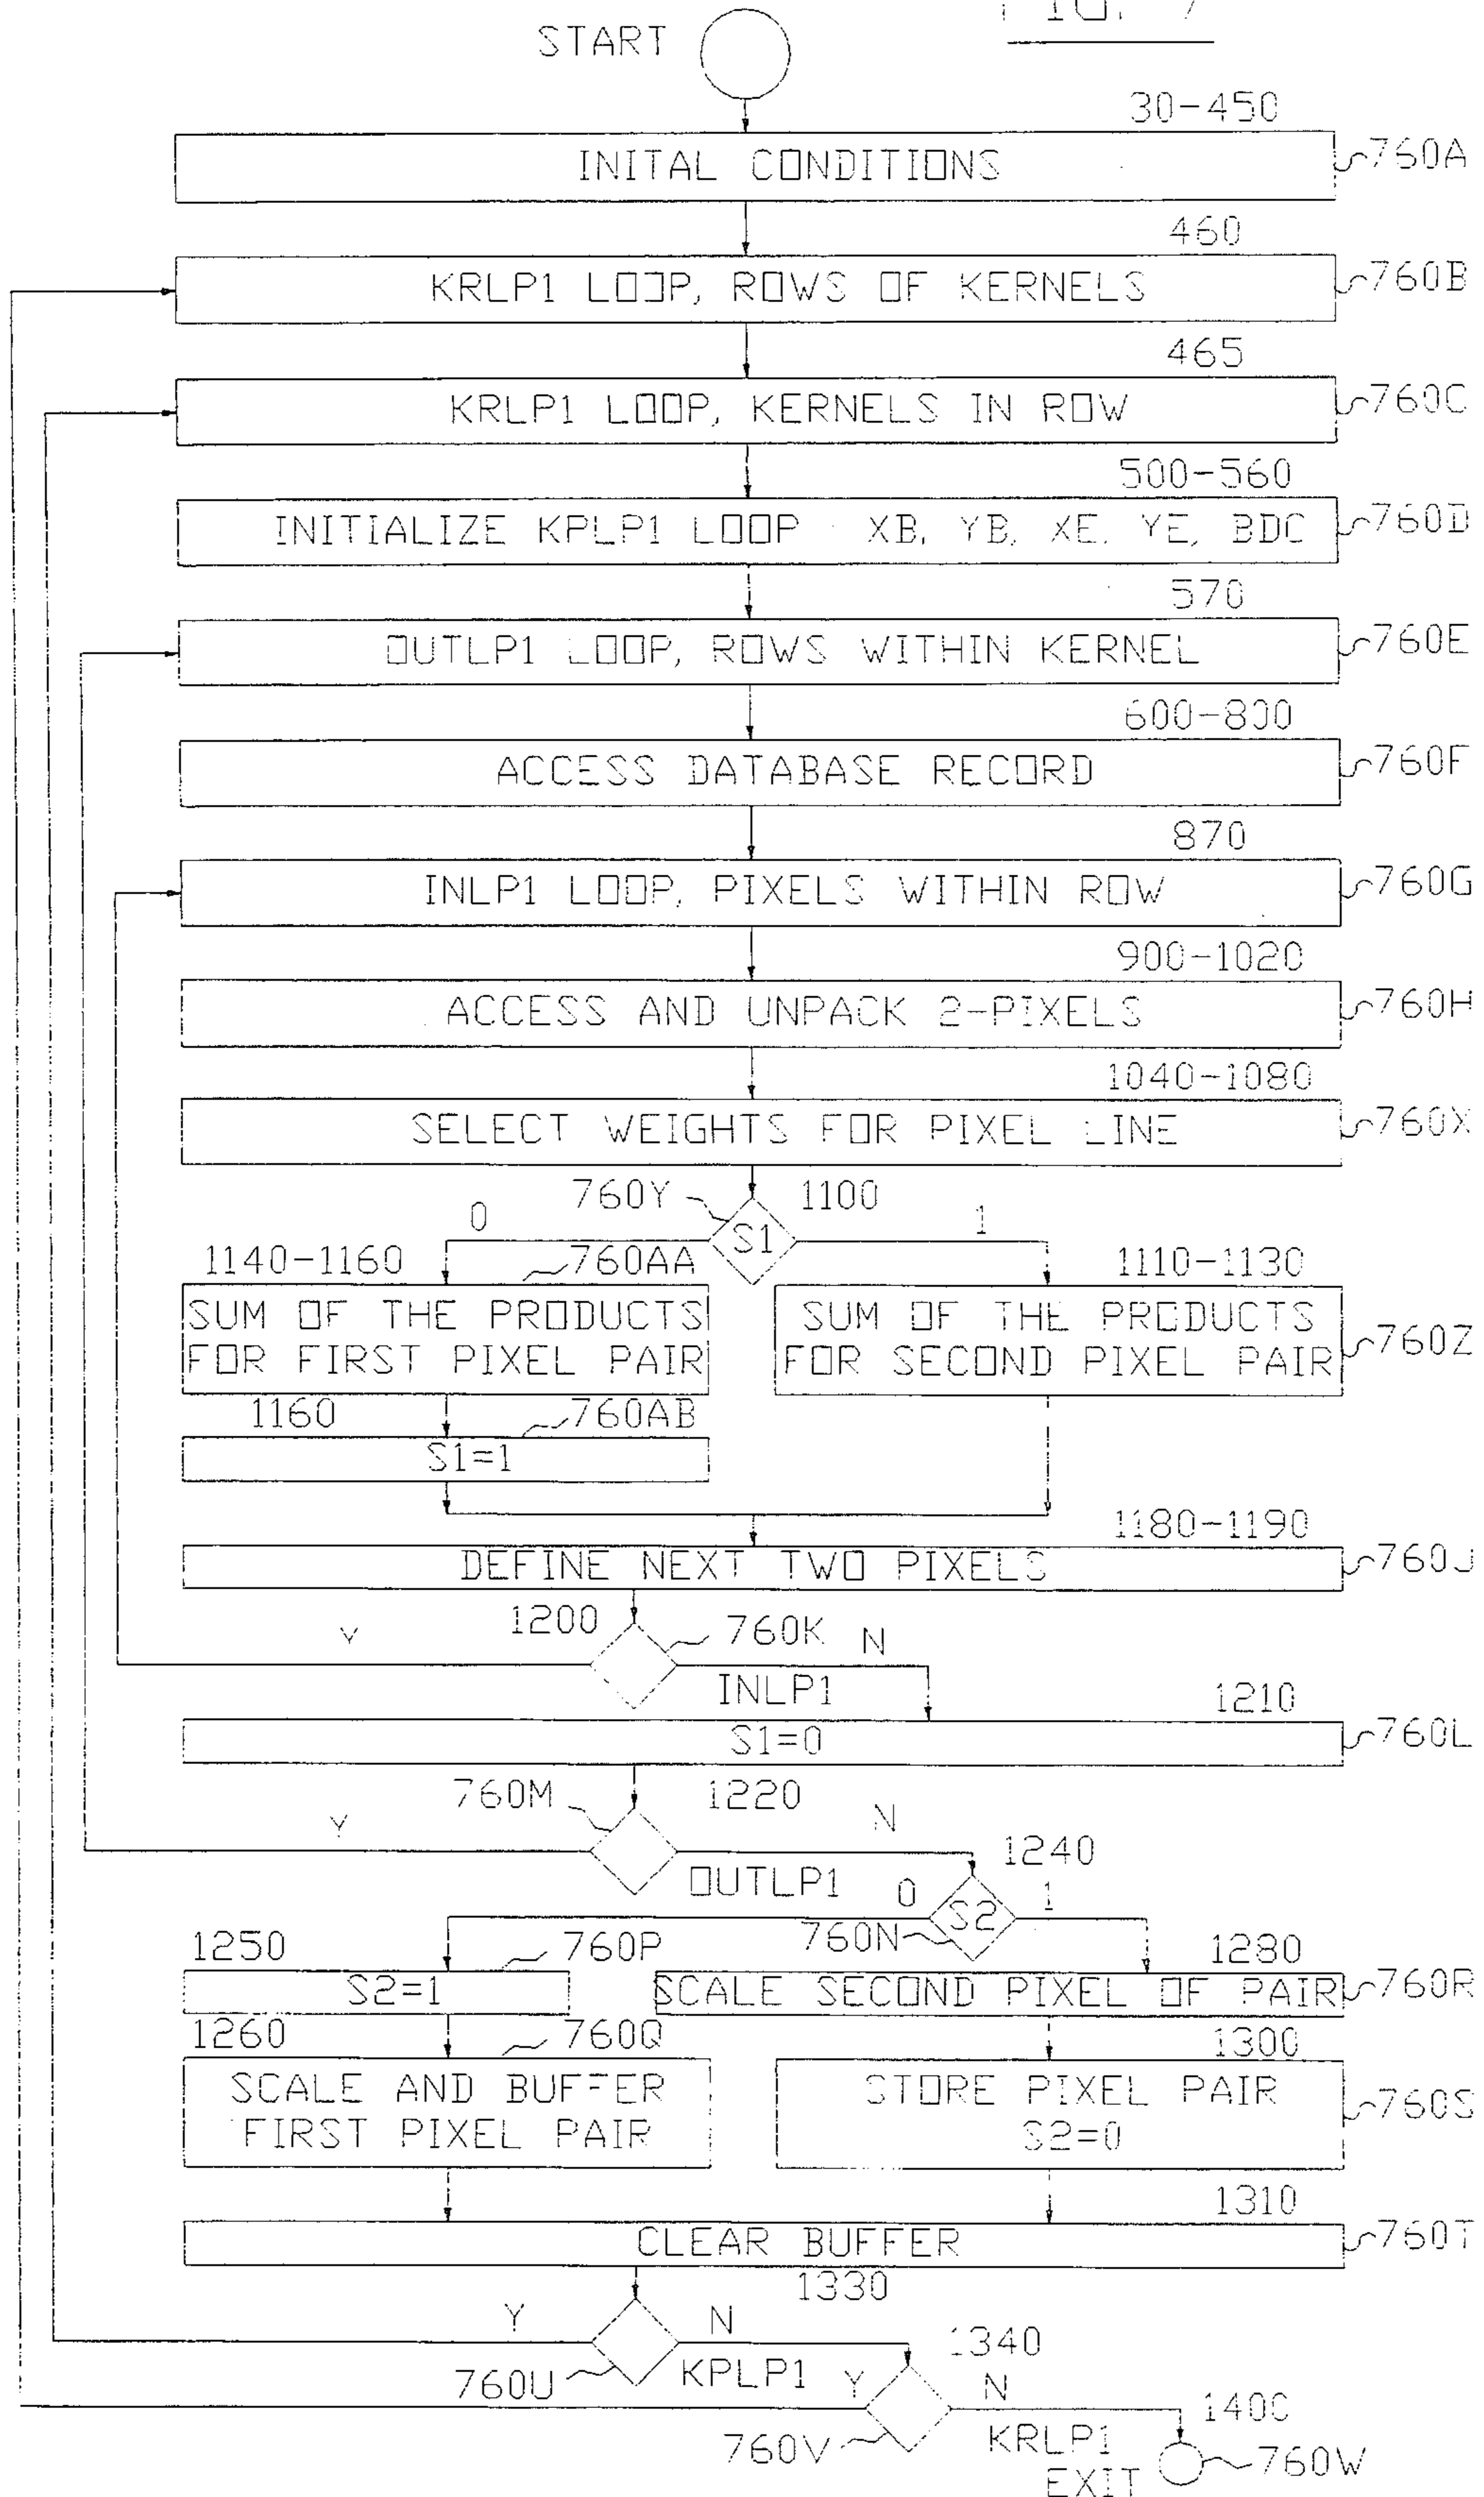 START
30-450
INITAL CONDITIONS
760A
460
KRLP1 LOOP, ROWS OF KERNELS
760B
465
KRLP1 LOOP, KERNELS IN ROW
760C
500-560
INITIALIZE KPLP1 LOOP XB, YB, XE, YE, BDC
760D
570
OUTLP1 LOOP, ROWS WITHIN KERNEL
760E
600-800
ACCESS DATABASE RECORD
760F
870
INLP1 LOOP, PIXELS WITHIN ROW
760G
900-1020
ACCESS AND UNPACK 2-PIXELS
760H
1040-1080
SELECT WEIGHTS FOR PIXEL LINE
760X
760Y
1100
0
S1
1
1140-1160
760AA
1110-1130
SUM OF THE PRODUCTS
FOR FIRST PIXEL PAIR
SUM OF THE PRODUCTS
FOR SECOND PIXEL PAIR
760Z
1160
760AB
S1=1
1180-1190
DEFINE NEXT TWO PIXELS
760J
1200
760K
Y
N
INLP1
1210
S1=0
760L
760M
1220
Y
N
1240
OUTLP1
0
S2
1
760N
1250
760P
1280
S2=1
SCALE SECOND PIXEL OF PAIR
760R
1260
760Q
1300
SCALE AND BUFFER
FIRST PIXEL PAIR
STORE PIXEL PAIR
S2=0
760S
1310
CLEAR BUFFER
760T
1330
Y
N
1340
760U
KPLP1
Y
N
1400
760V
KRLP1
EXIT
760W